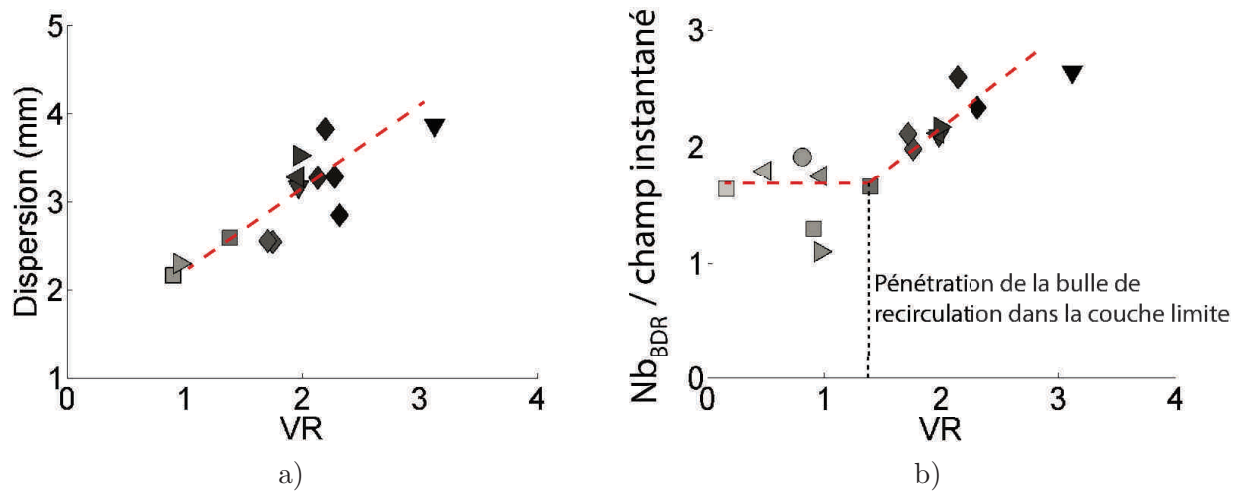 5
4
3
2
1
Dispersion (mm)
0 1 2 3 4
VR
a)
3
2
1
0
Nb_BDR / champ instantané
Pénétration de la bulle de
recirculation dans la couche limite
0 1 2 3 4
VR
b)